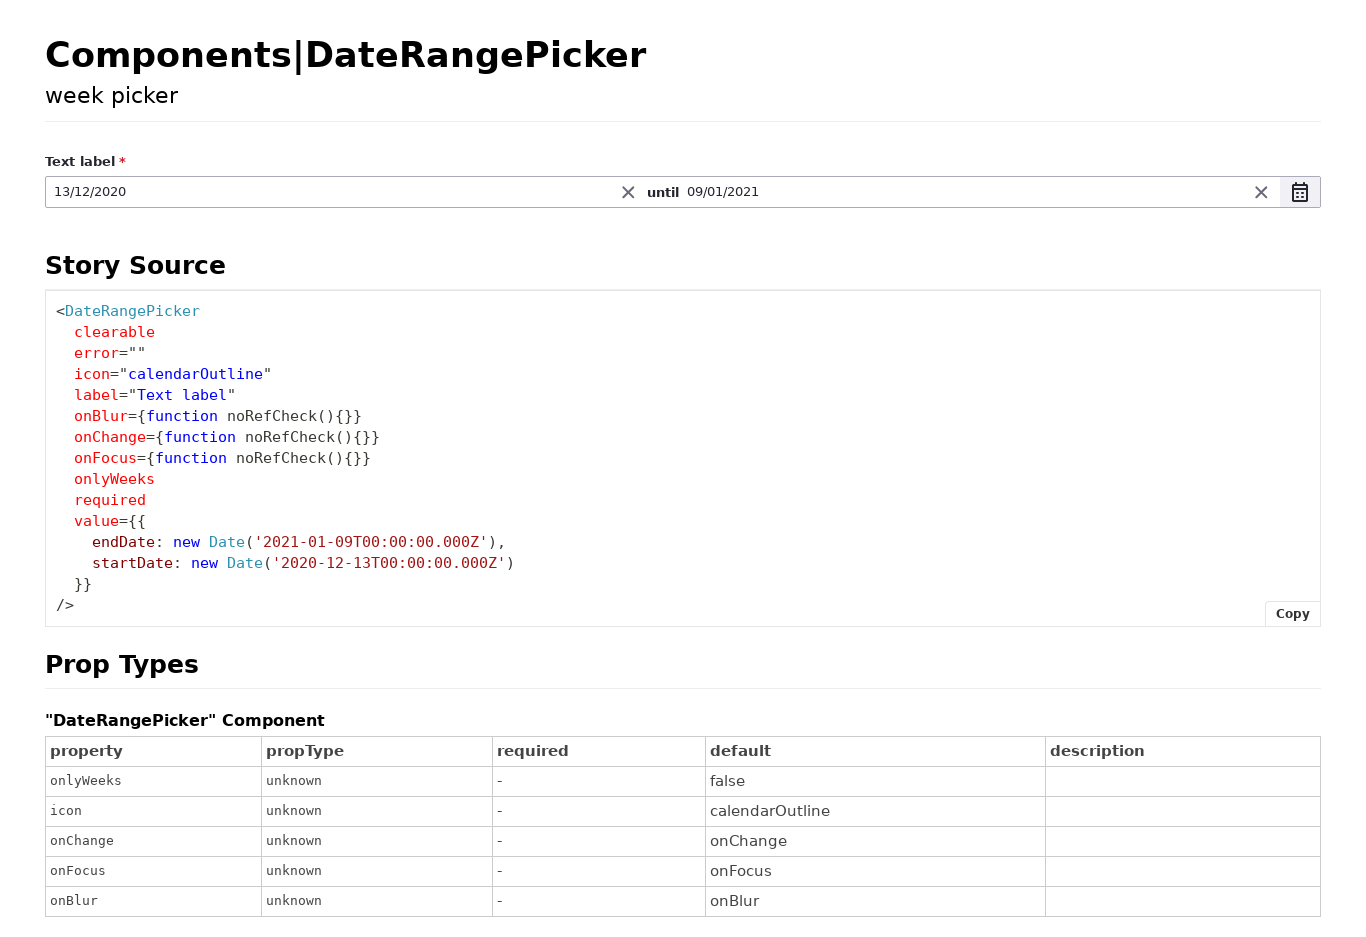 Components|DateRangePicker
week picker
Text label *
13/12/2020 until 09/01/2021
Story Source
<DateRangePicker
  clearable
  error=""
  icon="calendarOutline"
  label="Text label"
  onBlur={function noRefCheck(){}}
  onChange={function noRefCheck(){}}
  onFocus={function noRefCheck(){}}
  onlyWeeks
  required
  value={{
    endDate: new Date('2021-01-09T00:00:00.000Z'),
    startDate: new Date('2020-12-13T00:00:00.000Z')
  }}
/>
Copy
Prop Types
"DateRangePicker" Component
property propType required default description
onlyWeeks unknown - false
icon unknown - calendarOutline
onChange unknown - onChange
onFocus unknown - onFocus
onBlur unknown - onBlur